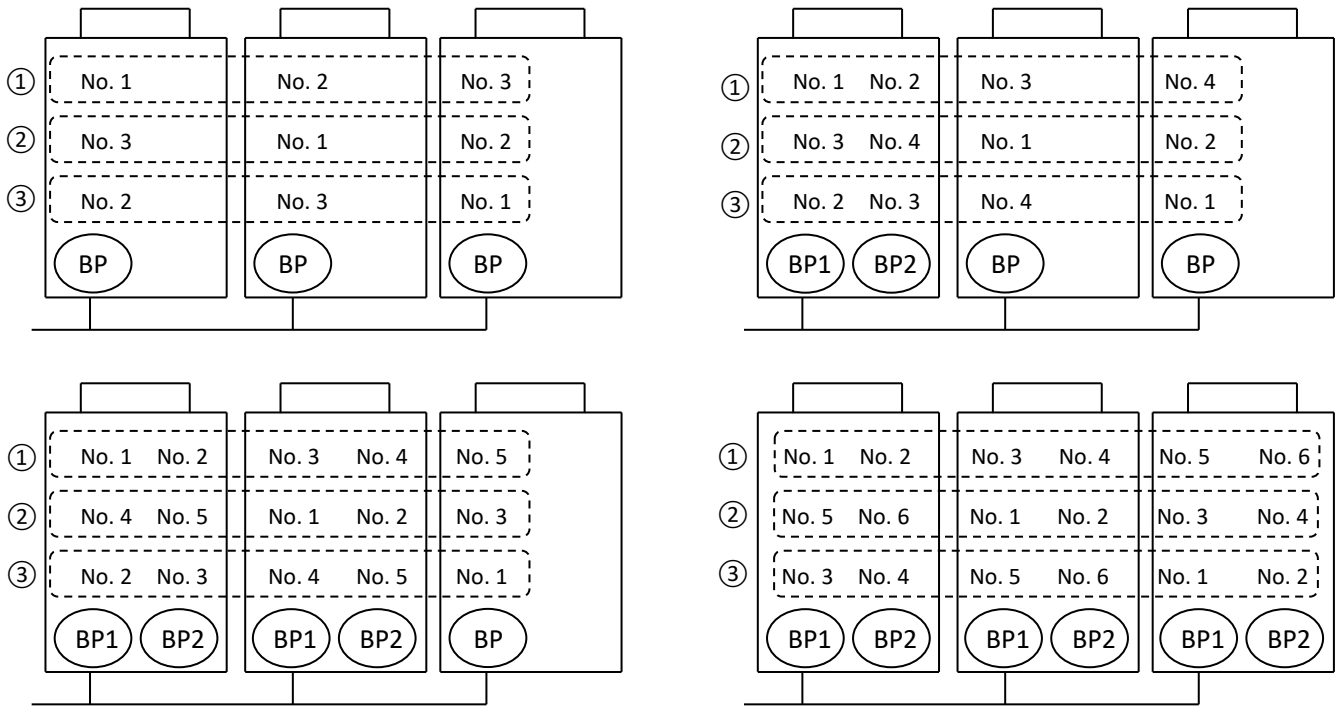 ① No. 1 No. 2 No. 3
② No. 3 No. 1 No. 2
③ No. 2 No. 3 No. 1
BP BP BP
① No. 1 No. 2 No. 3 No. 4
② No. 3 No. 4 No. 1 No. 2
③ No. 2 No. 3 No. 4 No. 1
BP1 BP2 BP BP
① No. 1 No. 2 No. 3 No. 4 No. 5
② No. 4 No. 5 No. 1 No. 2 No. 3
③ No. 2 No. 3 No. 4 No. 5 No. 1
BP1 BP2 BP1 BP2 BP
① No. 1 No. 2 No. 3 No. 4 No. 5 No. 6
② No. 5 No. 6 No. 1 No. 2 No. 3 No. 4
③ No. 3 No. 4 No. 5 No. 6 No. 1 No. 2
BP1 BP2 BP1 BP2 BP1 BP2